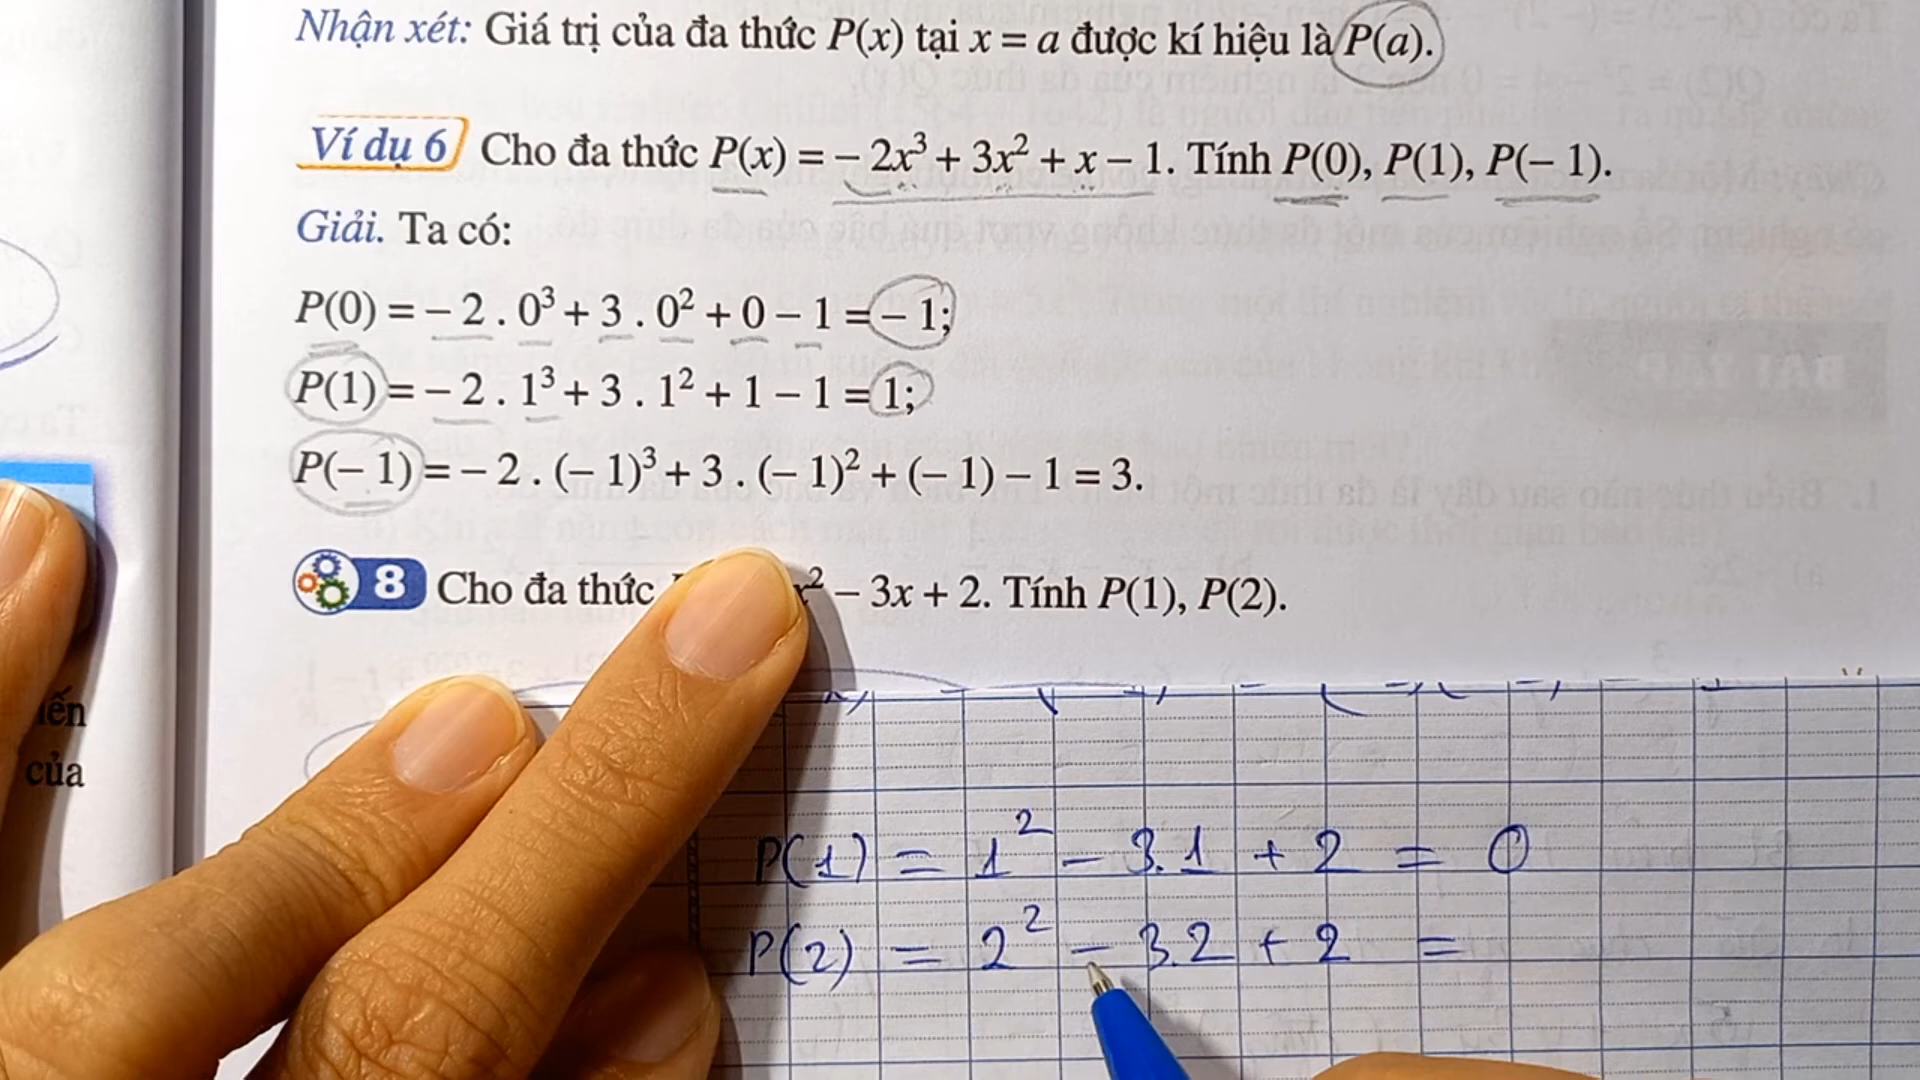 Nhận xét: Giá trị của đa thức P(x) tại x = a được kí hiệu là P(a).
Ví dụ 6 Cho đa thức P(x) = – 2x³ + 3x² + x – 1. Tính P(0), P(1), P(– 1).
Giải. Ta có:
P(0) = – 2 . 0³ + 3 . 0² + 0 – 1 = – 1;
P(1) = – 2 . 1³ + 3 . 1² + 1 – 1 = 1;
P(– 1) = – 2 . (– 1)³ + 3 . (– 1)² + (– 1) – 1 = 3.
8 Cho đa thức x² – 3x + 2. Tính P(1), P(2).
của
P(1) = 1² – 3.1 + 2 = 0
P(2) = 2² – 3.2 + 2 =